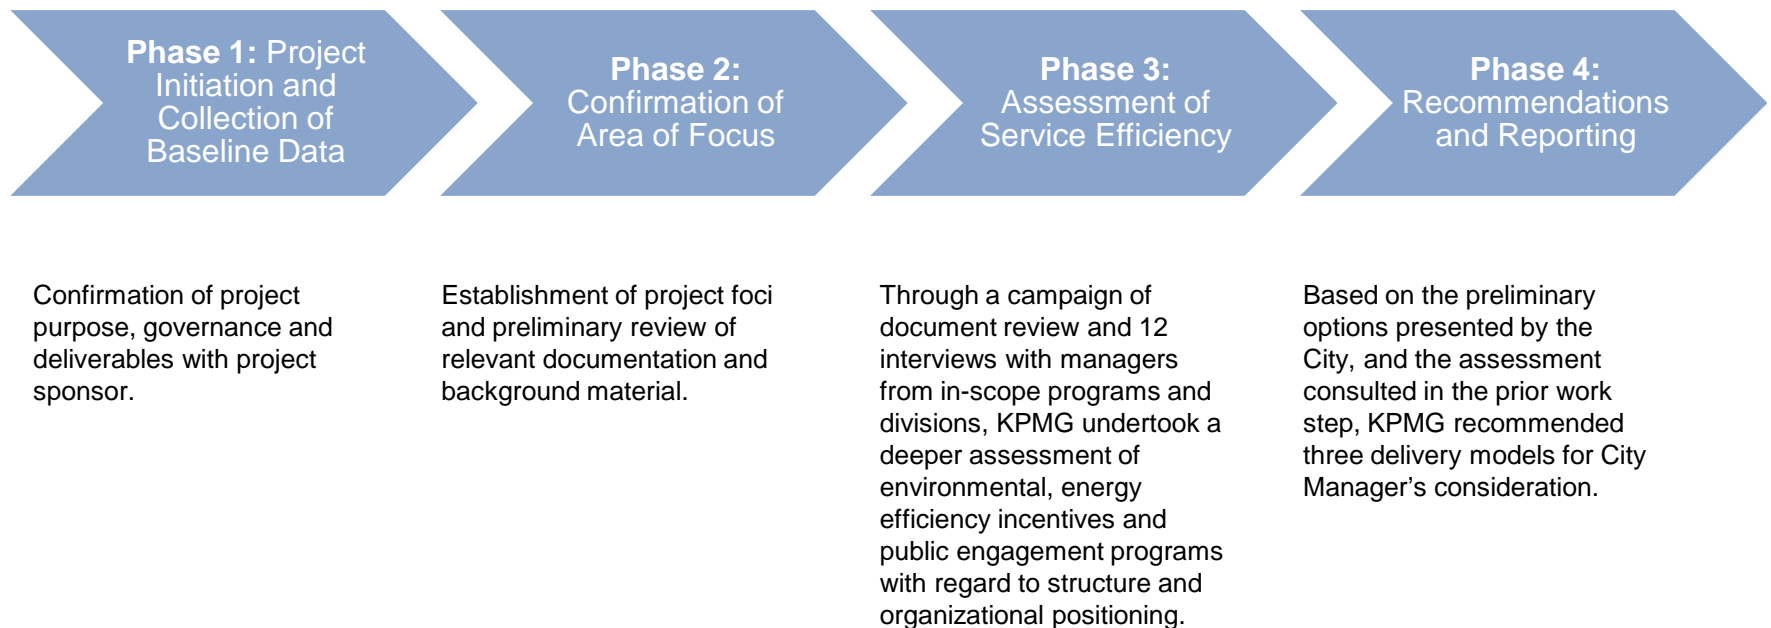 Phase 1: Project
Initiation and
Collection of
Baseline Data
Phase 2:
Confirmation of
Area of Focus
Phase 3:
Assessment of
Service Efficiency
Phase 4:
Recommendations
and Reporting
Confirmation of project
purpose, governance and
deliverables with project
sponsor.
Establishment of project foci
and preliminary review of
relevant documentation and
background material.
Through a campaign of
document review and 12
interviews with managers
from in-scope programs and
divisions, KPMG undertook a
deeper assessment of
environmental, energy
efficiency incentives and
public engagement programs
with regard to structure and
organizational positioning.
Based on the preliminary
options presented by the
City, and the assessment
consulted in the prior work
step, KPMG recommended
three delivery models for City
Manager’s consideration.